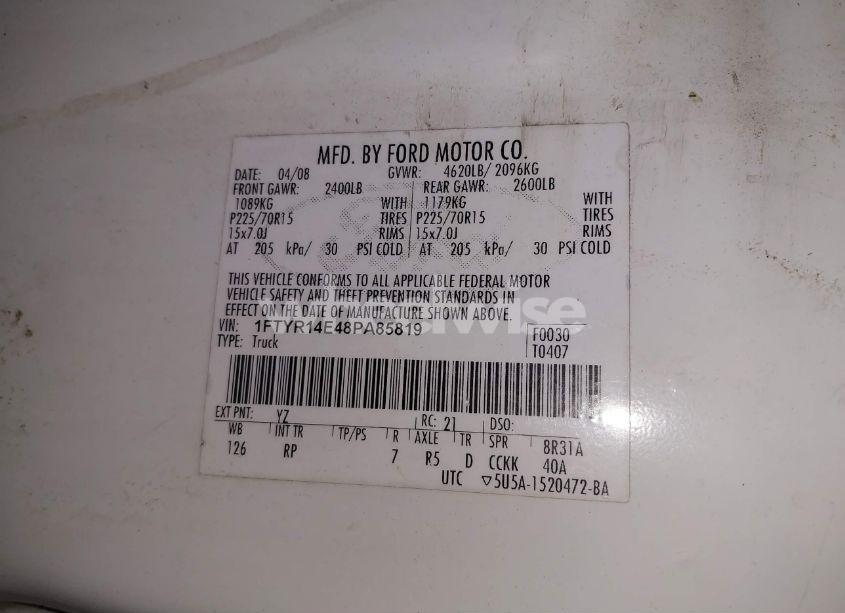 MFD. BY FORD MOTOR CO.
DATE: 04/08 GVWR: 4620LB/ 2096KG
FRONT GAWR: 2400LB REAR GAWR: 2600LB
1089KG WITH 1179KG WITH
P225/70R15 TIRES P225/70R15 TIRES
15x7.0J RIMS 15x7.0J RIMS
AT 205 kPa/ 30 PSI COLD AT 205 kPa/ 30 PSI COLD
THIS VEHICLE CONFORMS TO ALL APPLICABLE FEDERAL MOTOR
VEHICLE SAFETY AND THEFT PREVENTION STANDARDS IN
EFFECT ON THE DATE OF MANUFACTURE SHOWN ABOVE.
VIN: 1FTYR14E48PA85819 F0030
TYPE: Truck T0407
EXT PNT: YZ RC: 21 DSO:
WB INT TR TP/PS R AXLE TR SPR 8R31A
126 RP 7 R5 D CCKK 40A
UTC ▽5U5A-1520472-BA